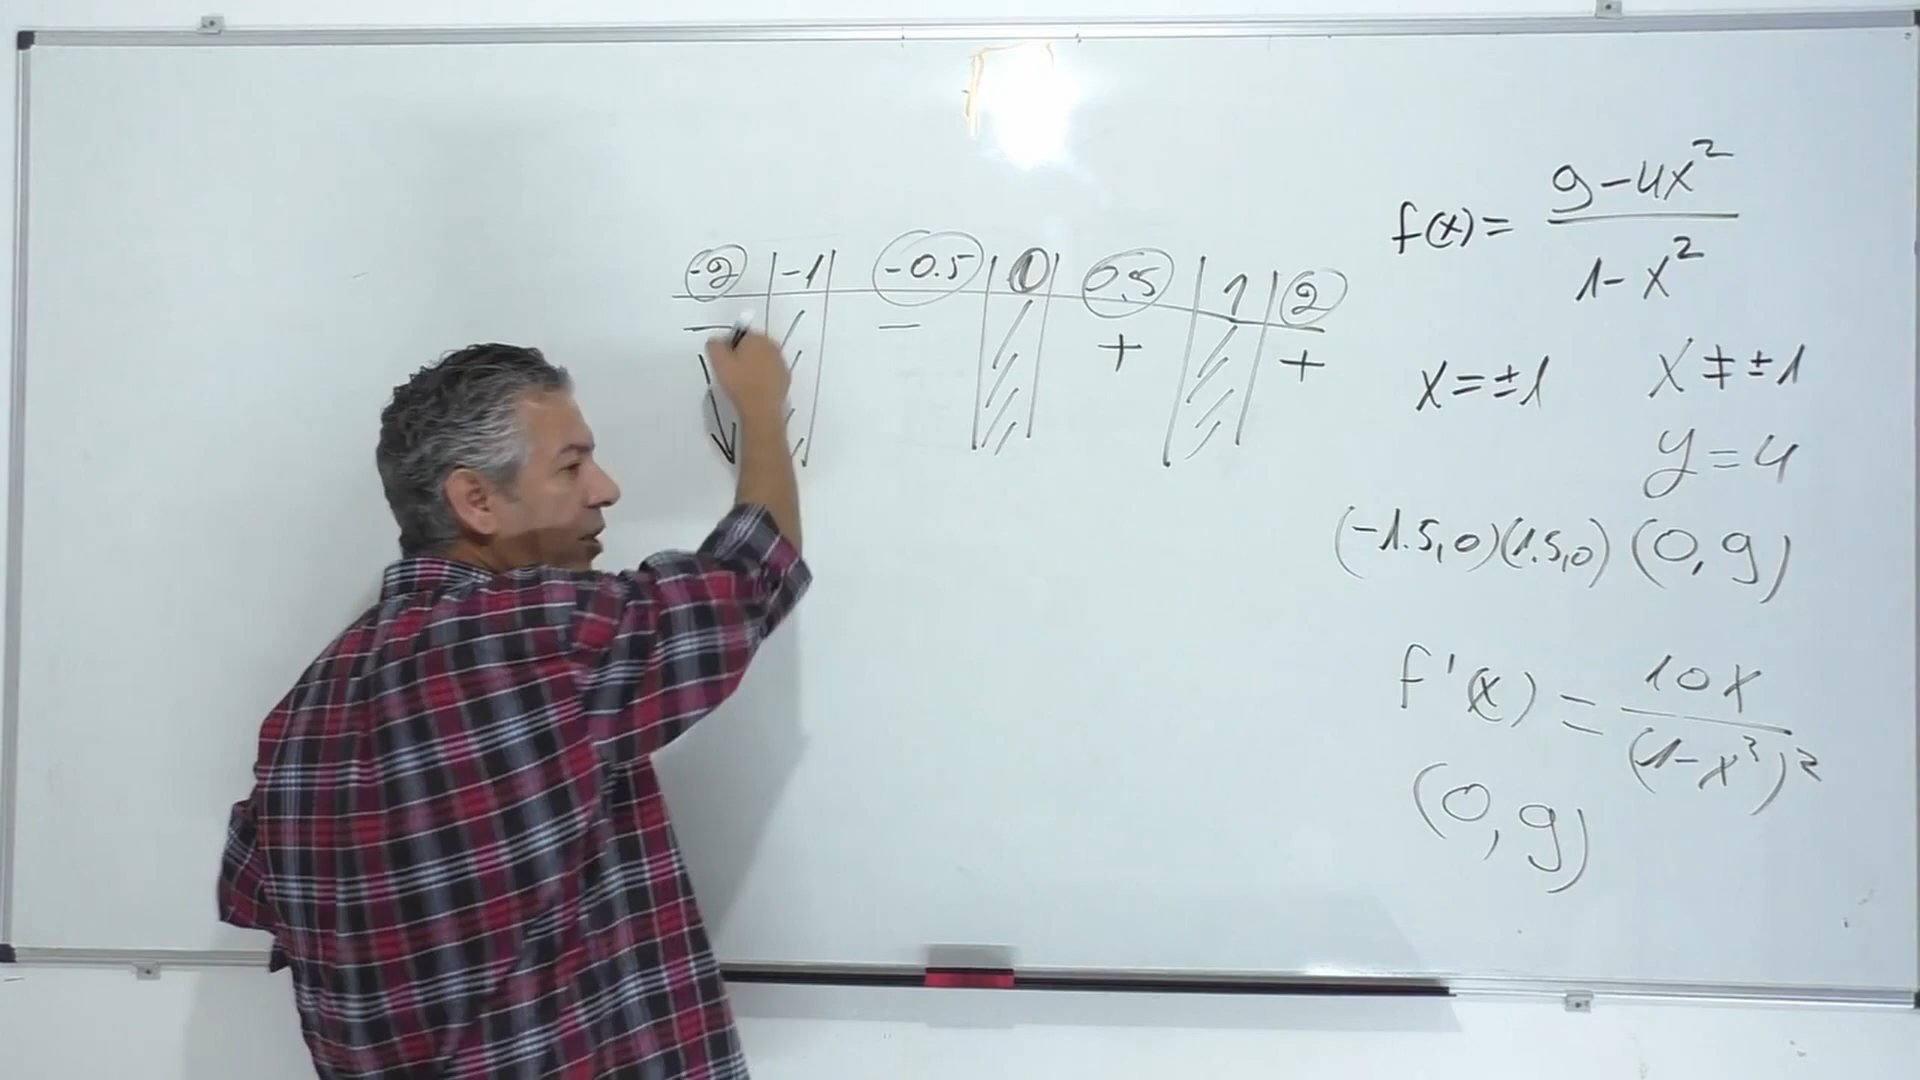 -2 | -1 | -0.5 | 0 | 0.5 | 1 | 2
- - + +
f(x) = (9-4x²)/(1-x²)
x=±1 x≠±1
y=4
(-1.5,0)(1.5,0) (0,9)
f'(x) = 10x/(1-x²)²
(0,9)